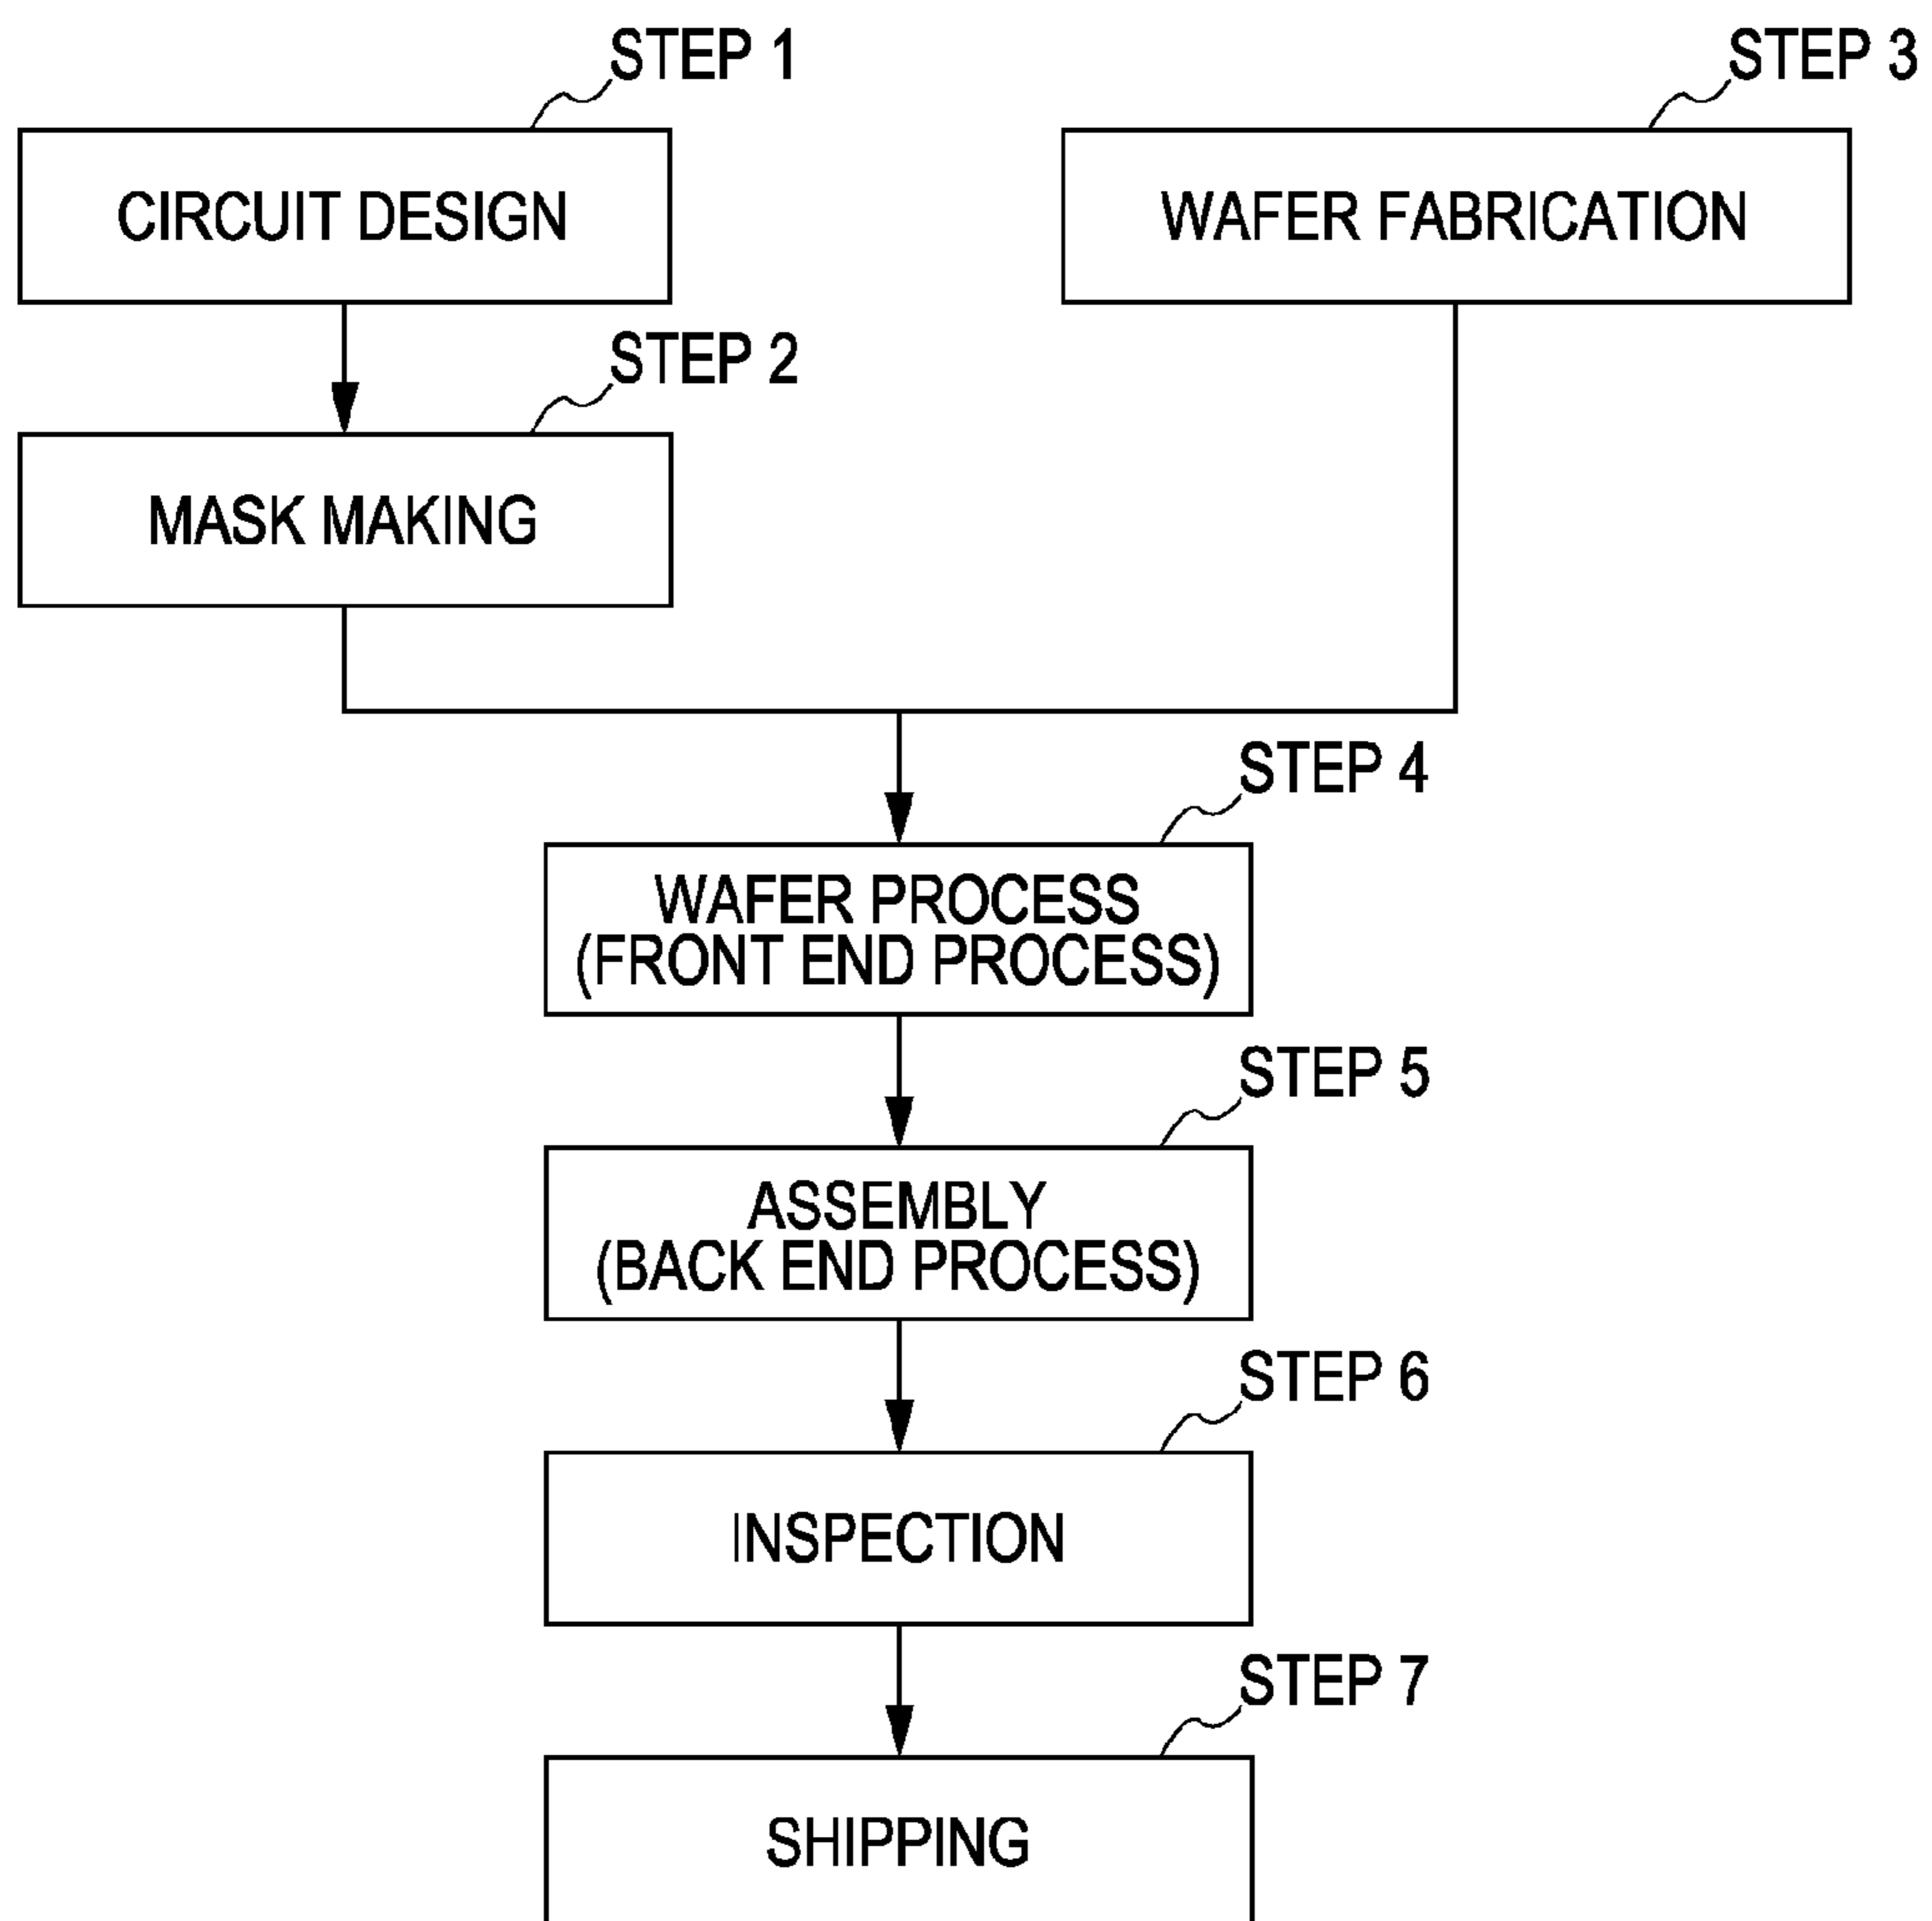 STEP 1
CIRCUIT DESIGN
STEP 2
MASK MAKING
STEP 3
WAFER FABRICATION
STEP 4
WAFER PROCESS
(FRONT END PROCESS)
STEP 5
ASSEMBLY
(BACK END PROCESS)
STEP 6
INSPECTION
STEP 7
SHIPPING